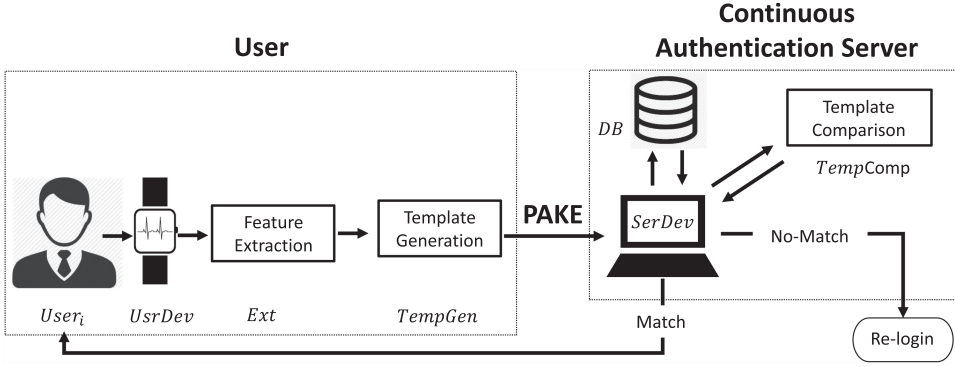 User
Continuous
Authentication Server
DB
Template
Comparison
TempComp
Feature
Extraction
Template
Generation
PAKE
SerDev
No-Match
User_i
UsrDev
Ext
TempGen
Match
Re-login